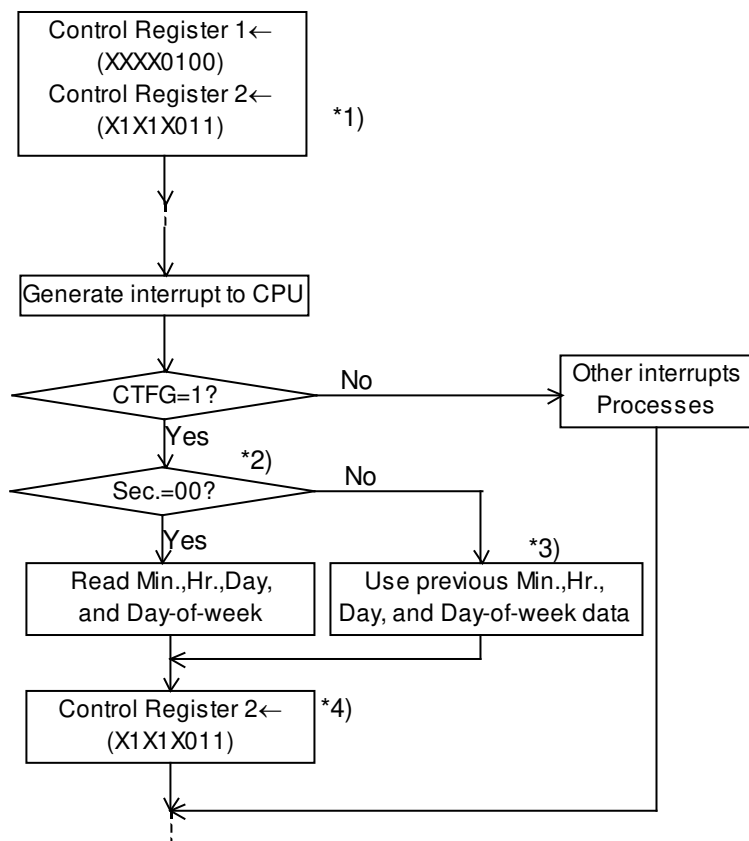 Control Register 1←
(XXXX0100)
Control Register 2←
(X1X1X011)
*1)
Generate interrupt to CPU
CTFG=1?
No
Other interrupts
Processes
Yes
*2)
Sec.=00?
No
Yes
*3)
Read Min.,Hr.,Day,
and Day-of-week
Use previous Min.,Hr.,
Day, and Day-of-week data
Control Register 2←
(X1X1X011)
*4)